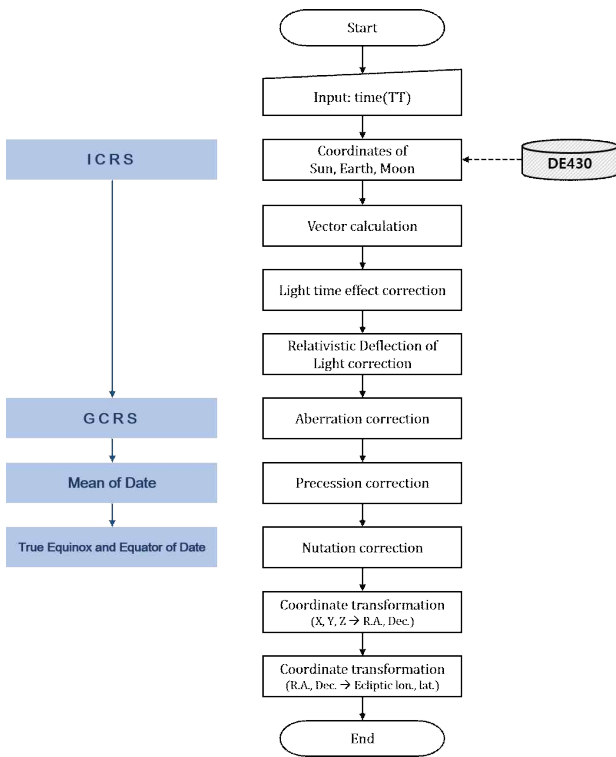 Start
Input: time(TT)
ICRS
Coordinates of
Sun, Earth, Moon
DE430
Vector calculation
Light time effect correction
Relativistic Deflection of
Light correction
GCRS
Aberration correction
Mean of Date
Precession correction
True Equinox and Equator of Date
Nutation correction
Coordinate transformation
(X, Y, Z → R.A., Dec.)
Coordinate transformation
(R.A., Dec. → Ecliptic lon., lat.)
End